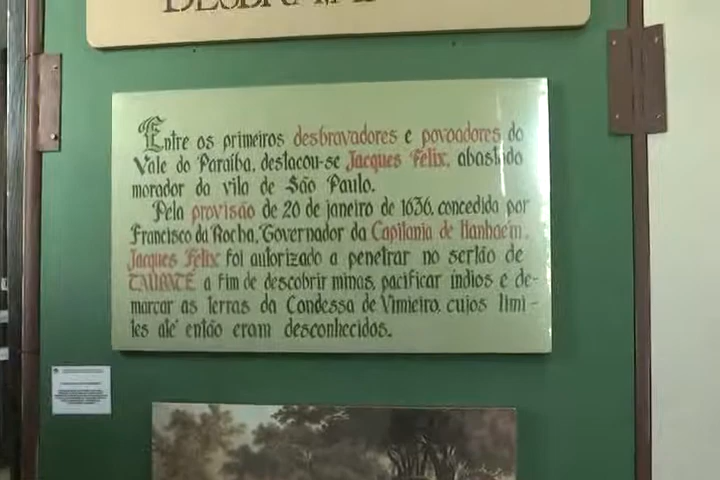 Entre os primeiros desbravadores e povoadores do
Vale do Paraíba, destacou-se Jacques Felix, abastado
morador da vila de São Paulo.
Pela provisão de 20 de janeiro de 1636, concedida por
Francisco da Rocha, Governador da Capitania de Itanhaém,
Jacques Felix foi autorizado a penetrar no sertão de
TAUBATÉ a fim de descobrir minas, pacificar índios e de-
marcar as terras da Condessa de Vimieiro, cujos limi-
tes até então eram desconhecidos.